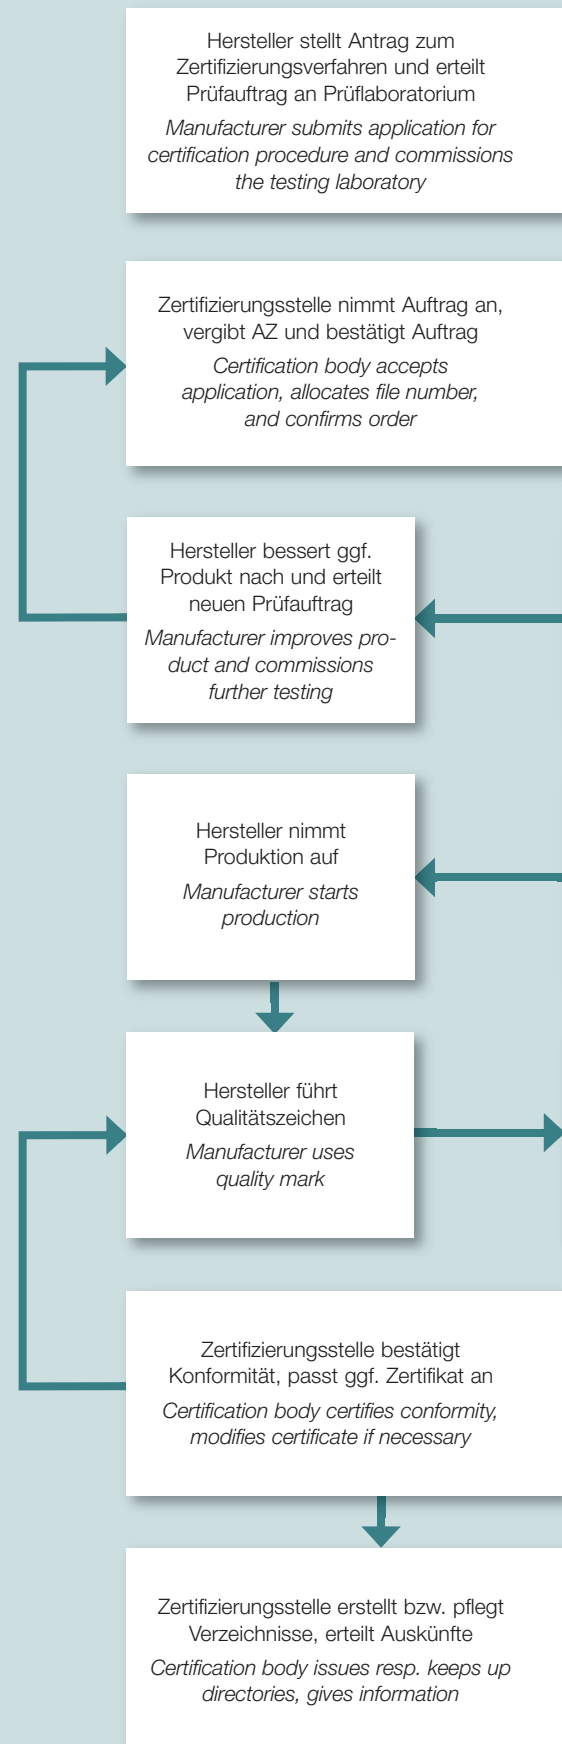 Hersteller stellt Antrag zum
Zertifizierungsverfahren und erteilt
Prüfauftrag an Prüflaboratorium
Manufacturer submits application for
certification procedure and commissions
the testing laboratory
Zertifizierungsstelle nimmt Auftrag an,
vergibt AZ und bestätigt Auftrag
Certification body accepts
application, allocates file number,
and confirms order
Hersteller bessert ggf.
Produkt nach und erteilt
neuen Prüfauftrag
Manufacturer improves pro-
duct and commissions
further testing
Hersteller nimmt
Produktion auf
Manufacturer starts
production
Hersteller führt
Qualitätszeichen
Manufacturer uses
quality mark
Zertifizierungsstelle bestätigt
Konformität, passt ggf. Zertifikat an
Certification body certifies conformity,
modifies certificate if necessary
Zertifizierungsstelle erstellt bzw. pflegt
Verzeichnisse, erteilt Auskünfte
Certification body issues resp. keeps up
directories, gives information